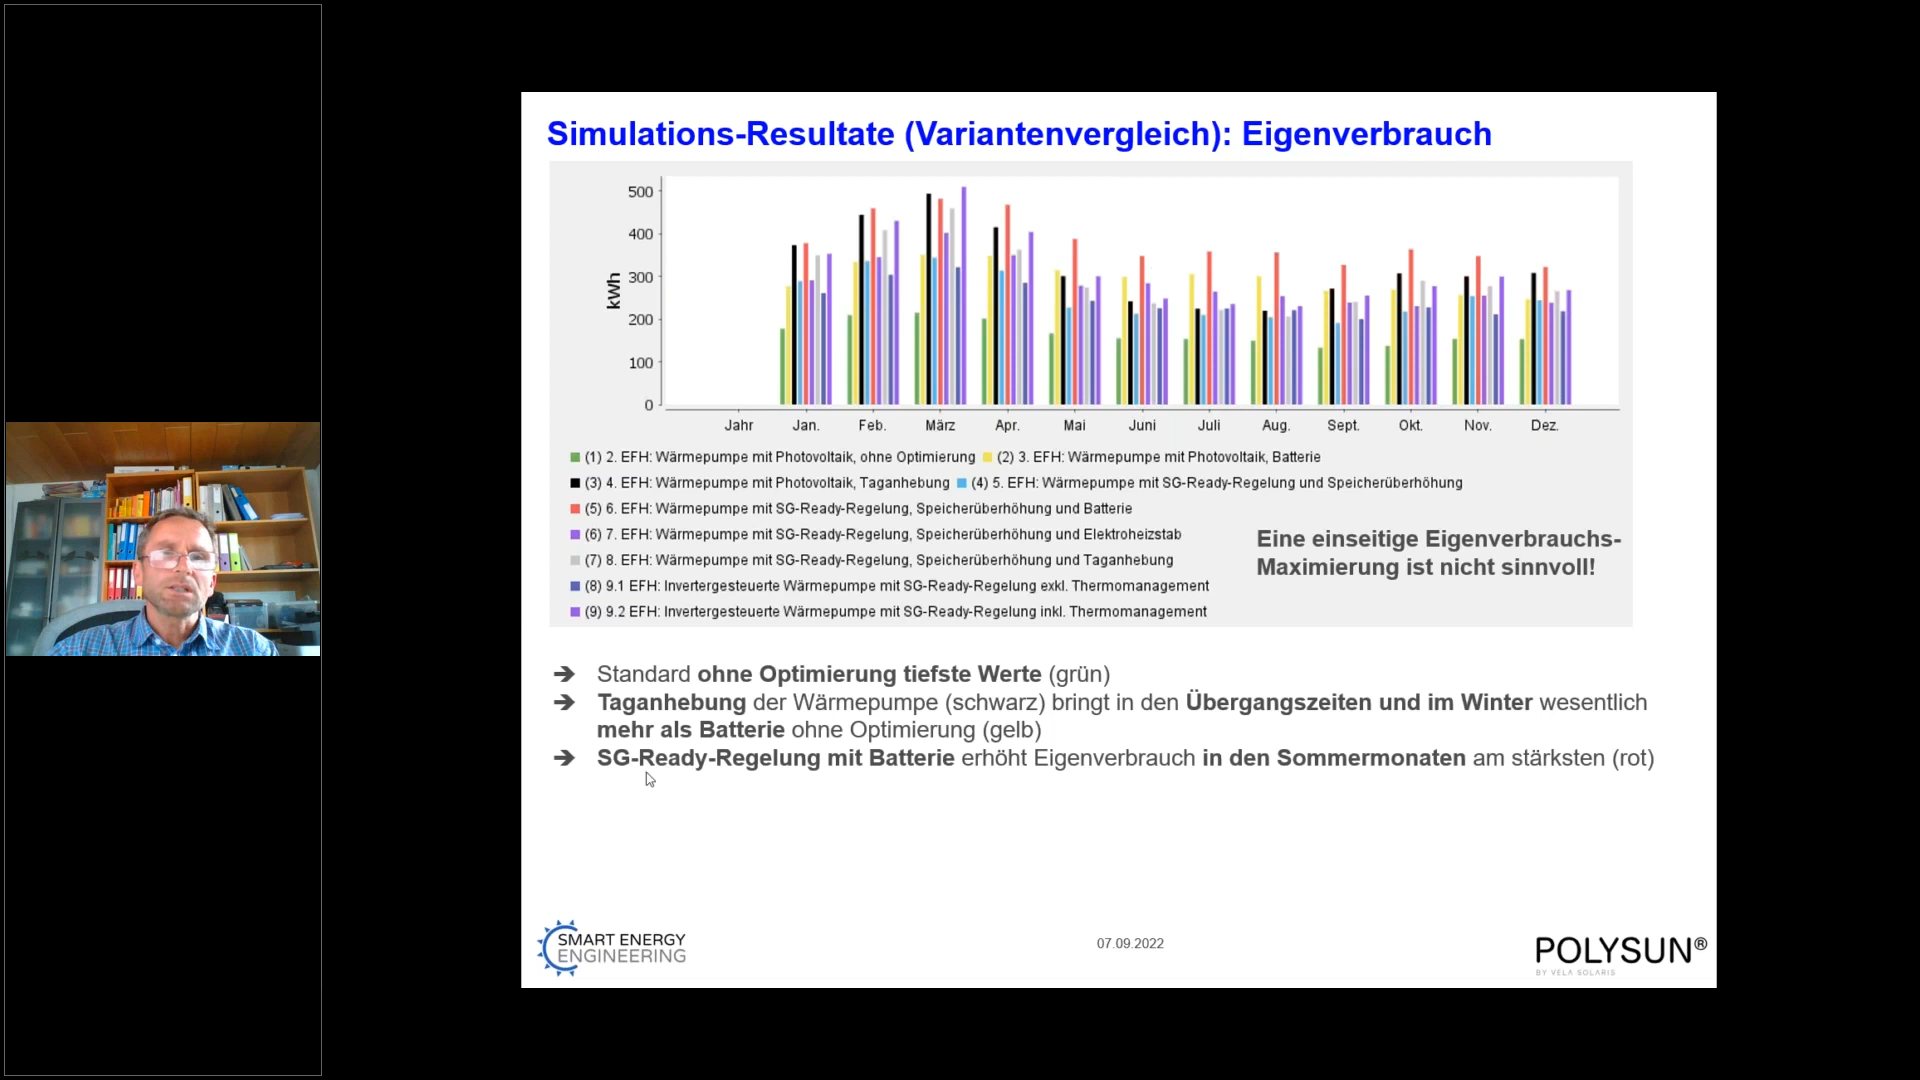 Simulations-Resultate (Variantenvergleich): Eigenverbrauch
500
400
300
200
100
0
kWh
Jahr Jan. Feb. März Apr. Mai Juni Juli Aug. Sept. Okt. Nov. Dez.
(1) 2. EFH: Wärmepumpe mit Photovoltaik, ohne Optimierung (2) 3. EFH: Wärmepumpe mit Photovoltaik, Batterie
(3) 4. EFH: Wärmepumpe mit Photovoltaik, Taganhebung (4) 5. EFH: Wärmepumpe mit SG-Ready-Regelung und Speicherüberhöhung
(5) 6. EFH: Wärmepumpe mit SG-Ready-Regelung, Speicherüberhöhung und Batterie
(6) 7. EFH: Wärmepumpe mit SG-Ready-Regelung, Speicherüberhöhung und Elektroheizstab
(7) 8. EFH: Wärmepumpe mit SG-Ready-Regelung, Speicherüberhöhung und Taganhebung
(8) 9.1 EFH: Invertergesteuerte Wärmepumpe mit SG-Ready-Regelung exkl. Thermomanagement
(9) 9.2 EFH: Invertergesteuerte Wärmepumpe mit SG-Ready-Regelung inkl. Thermomanagement
Eine einseitige Eigenverbrauchs-
Maximierung ist nicht sinnvoll!
➔ Standard ohne Optimierung tiefste Werte (grün)
➔ Taganhebung der Wärmepumpe (schwarz) bringt in den Übergangszeiten und im Winter wesentlich
mehr als Batterie ohne Optimierung (gelb)
➔ SG-Ready-Regelung mit Batterie erhöht Eigenverbrauch in den Sommermonaten am stärksten (rot)
SMART ENERGY
ENGINEERING
07.09.2022
POLYSUN®
BY VELA SOLARIS